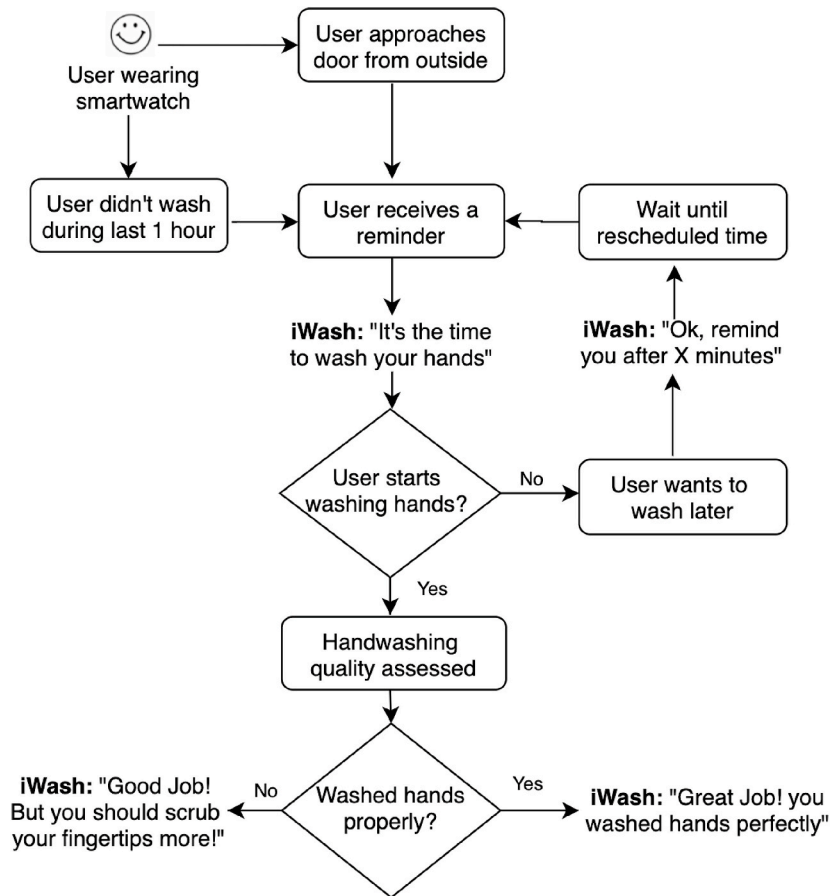 User approaches
door from outside
User wearing
smartwatch
User didn't wash
during last 1 hour
User receives a
reminder
Wait until
rescheduled time
iWash: "It's the time
to wash your hands"
iWash: "Ok, remind
you after X minutes"
User starts
washing hands?
No
User wants to
wash later
Yes
Handwashing
quality assessed
Washed hands
properly?
No
iWash: "Good Job!
But you should scrub
your fingertips more!"
Yes
iWash: "Great Job! you
washed hands perfectly"